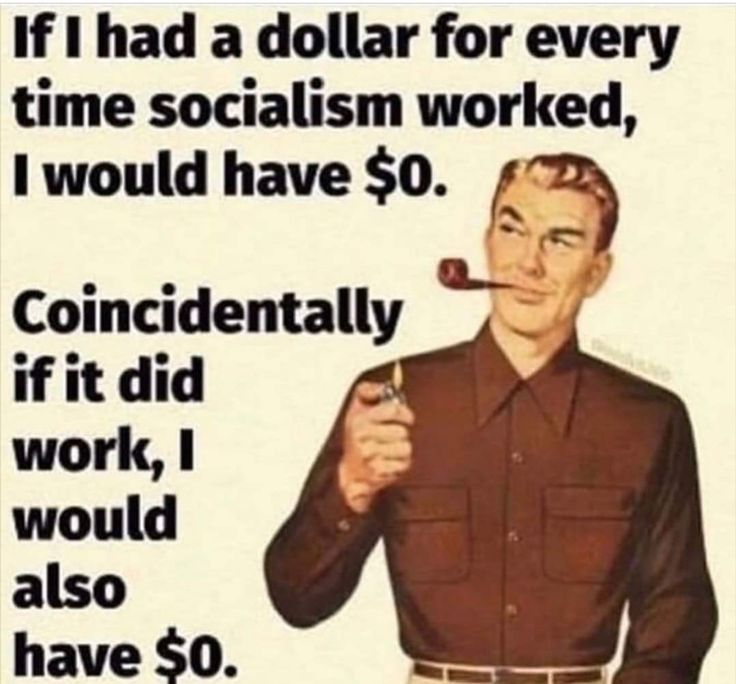 If I had a dollar for every
time socialism worked,
I would have $0.
Coincidentally
if it did
work, I
would
also
have $0.